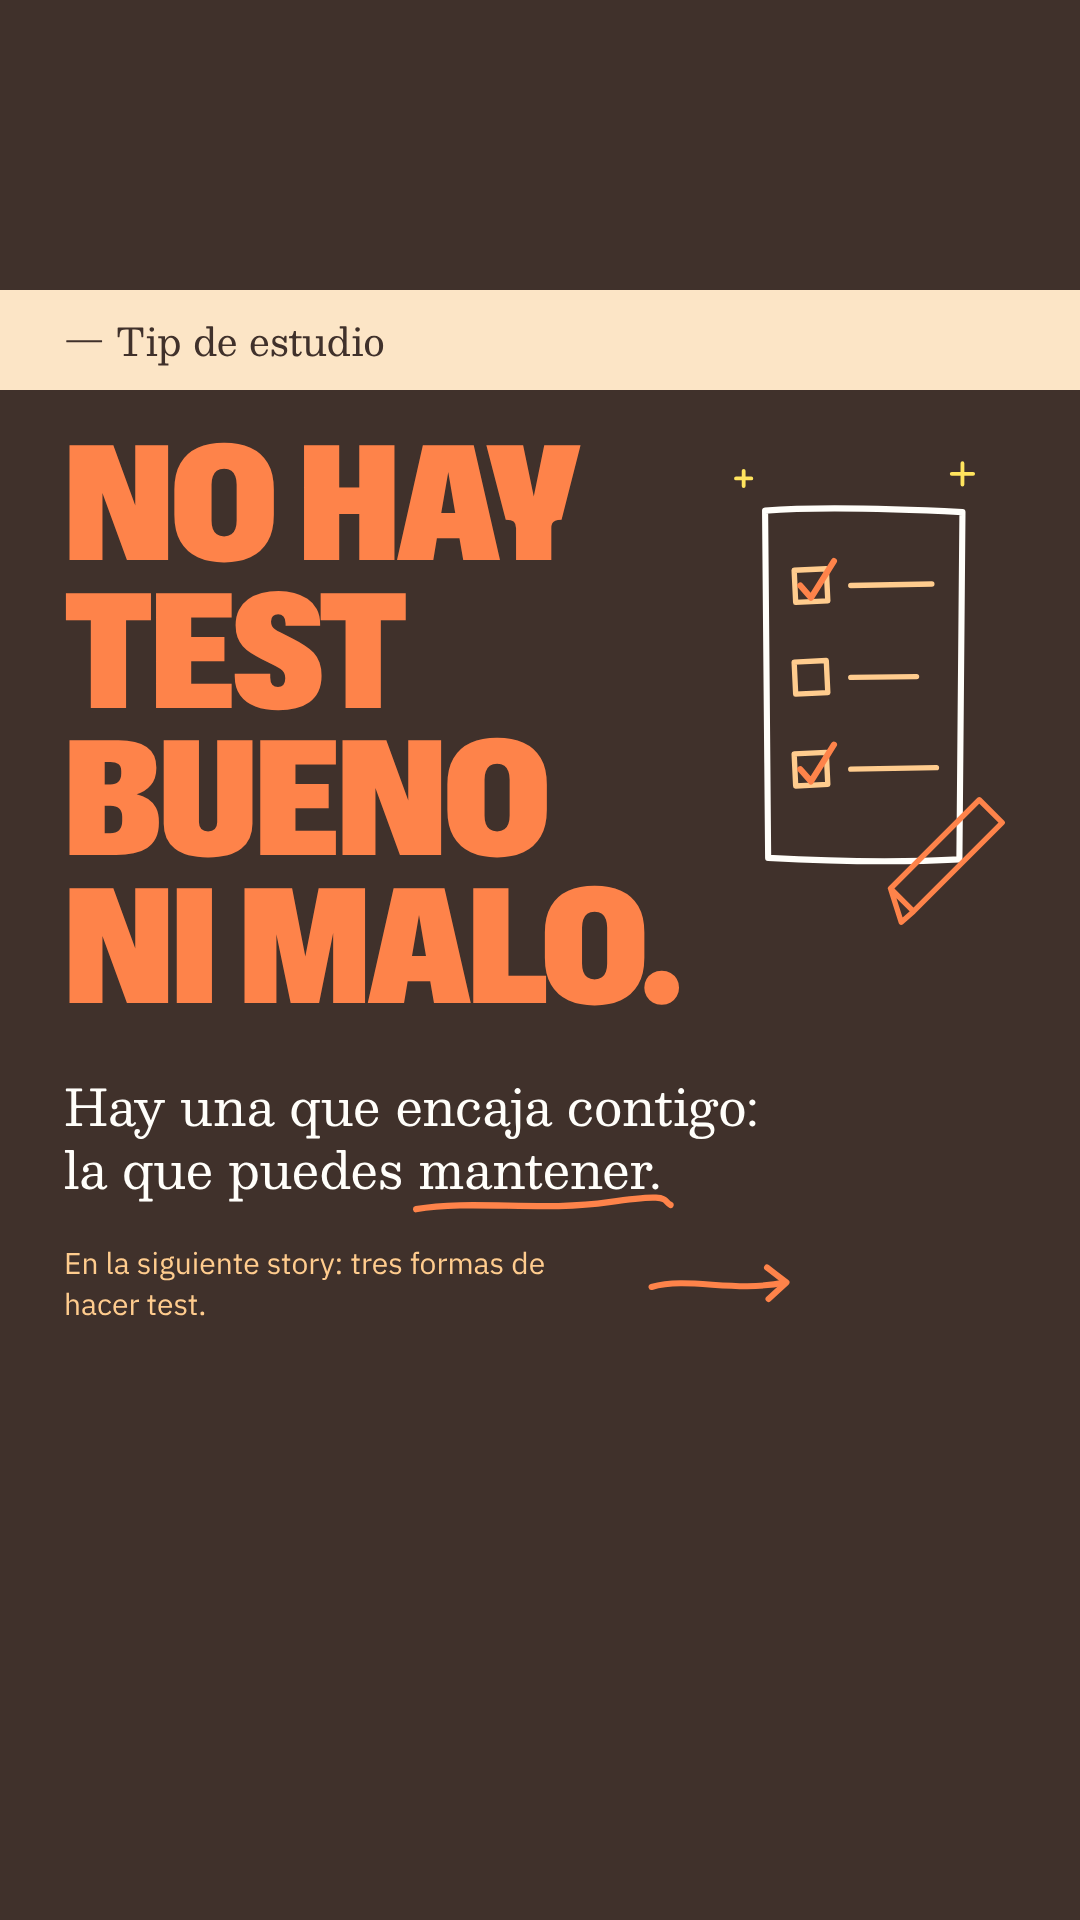 — Tip de estudio
NO HAY
TEST
BUENO
NI MALO.
Hay una que encaja contigo:
la que puedes mantener.
En la siguiente story: tres formas de
hacer test.